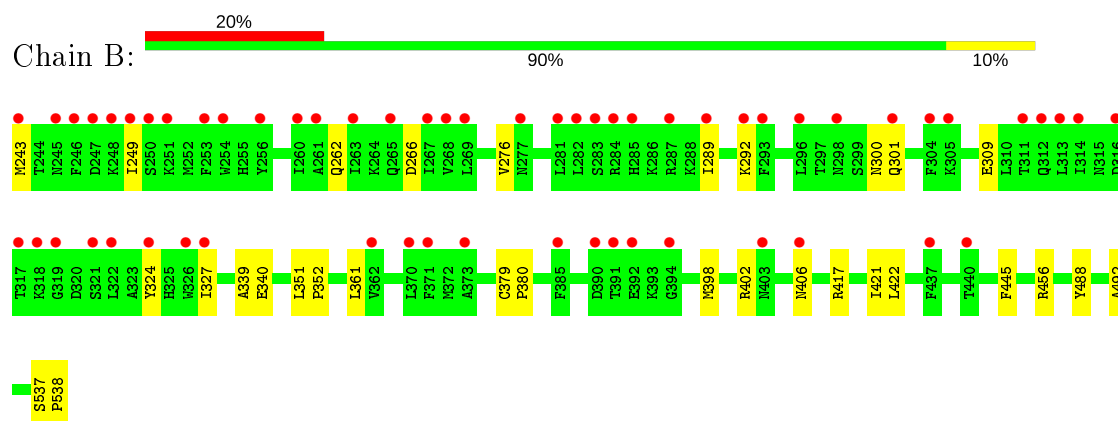 20%
Chain B:
90% 10%
M243 T244 N245 F246 D247 K248 I249 S250 K251 M252 F253 W254 H255 Y256 I260 A261 Q262 I263 K264 Q265 D266 I267 V268 L269 V276 N277 L281 L282 S283 R284 H285 K286 R287 K288 I289 K292 F293 L296 T297 N298 S299 N300 Q301 F304 K305 E309 L310 T311 Q312 L313 I314 N315 D316
T317 K318 G319 D320 S321 L322 A323 Y324 H325 W326 I327 A339 E340 L351 P352 L361 V362 L370 F371 M372 A373 C379 P380 F385 D390 T391 E392 K393 G394 M398 R402 N403 N406 R417 I421 L422 F437 T440 F445 R456 Y488 A492
S537 P538